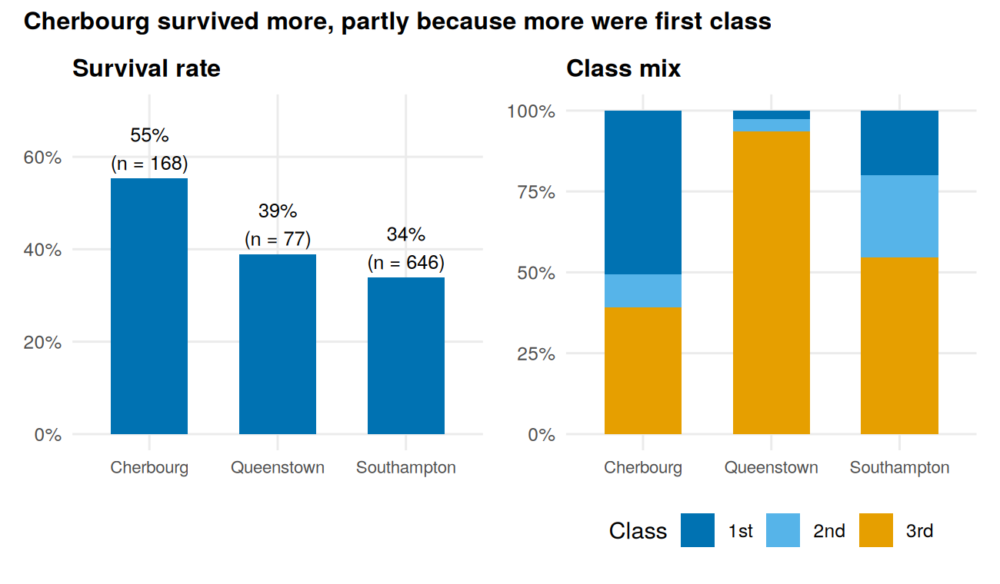 Cherbourg survived more, partly because more were first class
Survival rate
60%
40%
20%
0%
55%
(n = 168)
39%
(n = 77)
34%
(n = 646)
Cherbourg
Queenstown
Southampton
Class mix
100%
75%
50%
25%
0%
Cherbourg
Queenstown
Southampton
Class
1st
2nd
3rd